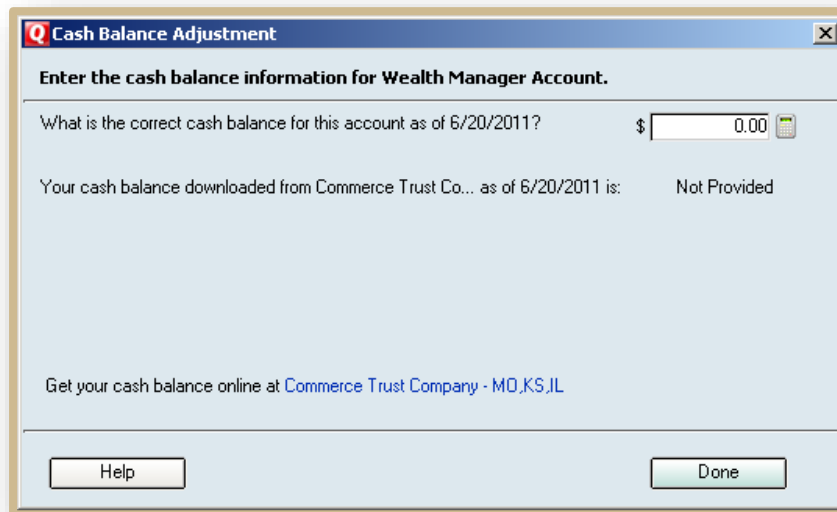 Q Cash Balance Adjustment
Enter the cash balance information for Wealth Manager Account.
What is the correct cash balance for this account as of 6/20/2011? $ 0.00
Your cash balance downloaded from Commerce Trust Co... as of 6/20/2011 is: Not Provided
Get your cash balance online at Commerce Trust Company - MO,KS,IL
Help Done